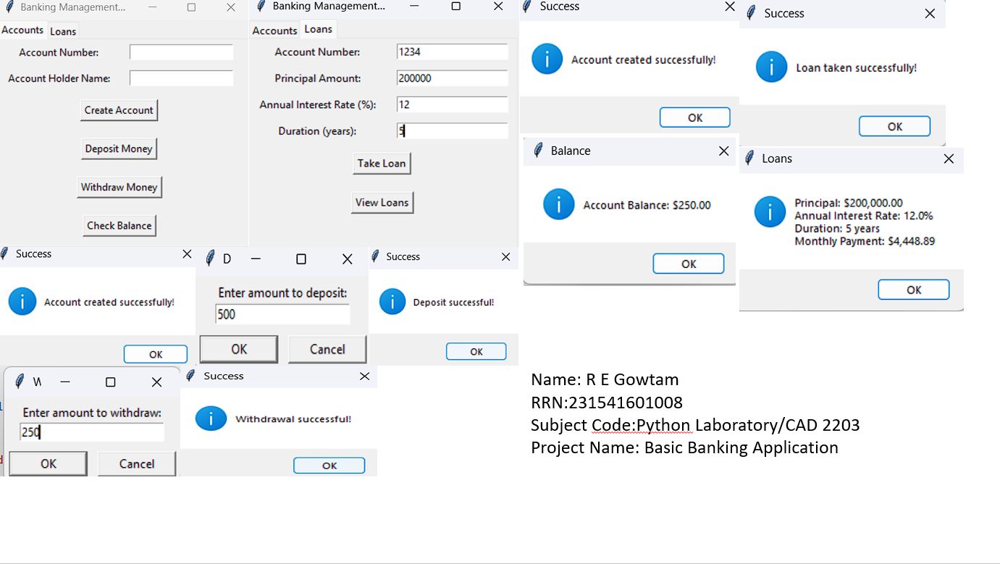 Banking Management...
Accounts Loans
Account Number:
Account Holder Name:
Create Account
Deposit Money
Withdraw Money
Check Balance
Banking Management...
Accounts Loans
Account Number: 1234
Principal Amount: 200000
Annual Interest Rate (%): 12
Duration (years): 5
Take Loan
View Loans
Success
Account created successfully!
OK
Success
Loan taken successfully!
OK
Balance
Account Balance: $250.00
OK
Loans
Principal: $200,000.00
Annual Interest Rate: 12.0%
Duration: 5 years
Monthly Payment: $4,448.89
OK
Success
Account created successfully!
OK
D
Enter amount to deposit:
500
OK Cancel
Success
Deposit successful!
OK
Enter amount to withdraw:
250
OK Cancel
Success
Withdrawal successful!
OK
Name: R E Gowtam
RRN:231541601008
Subject Code:Python Laboratory/CAD 2203
Project Name: Basic Banking Application